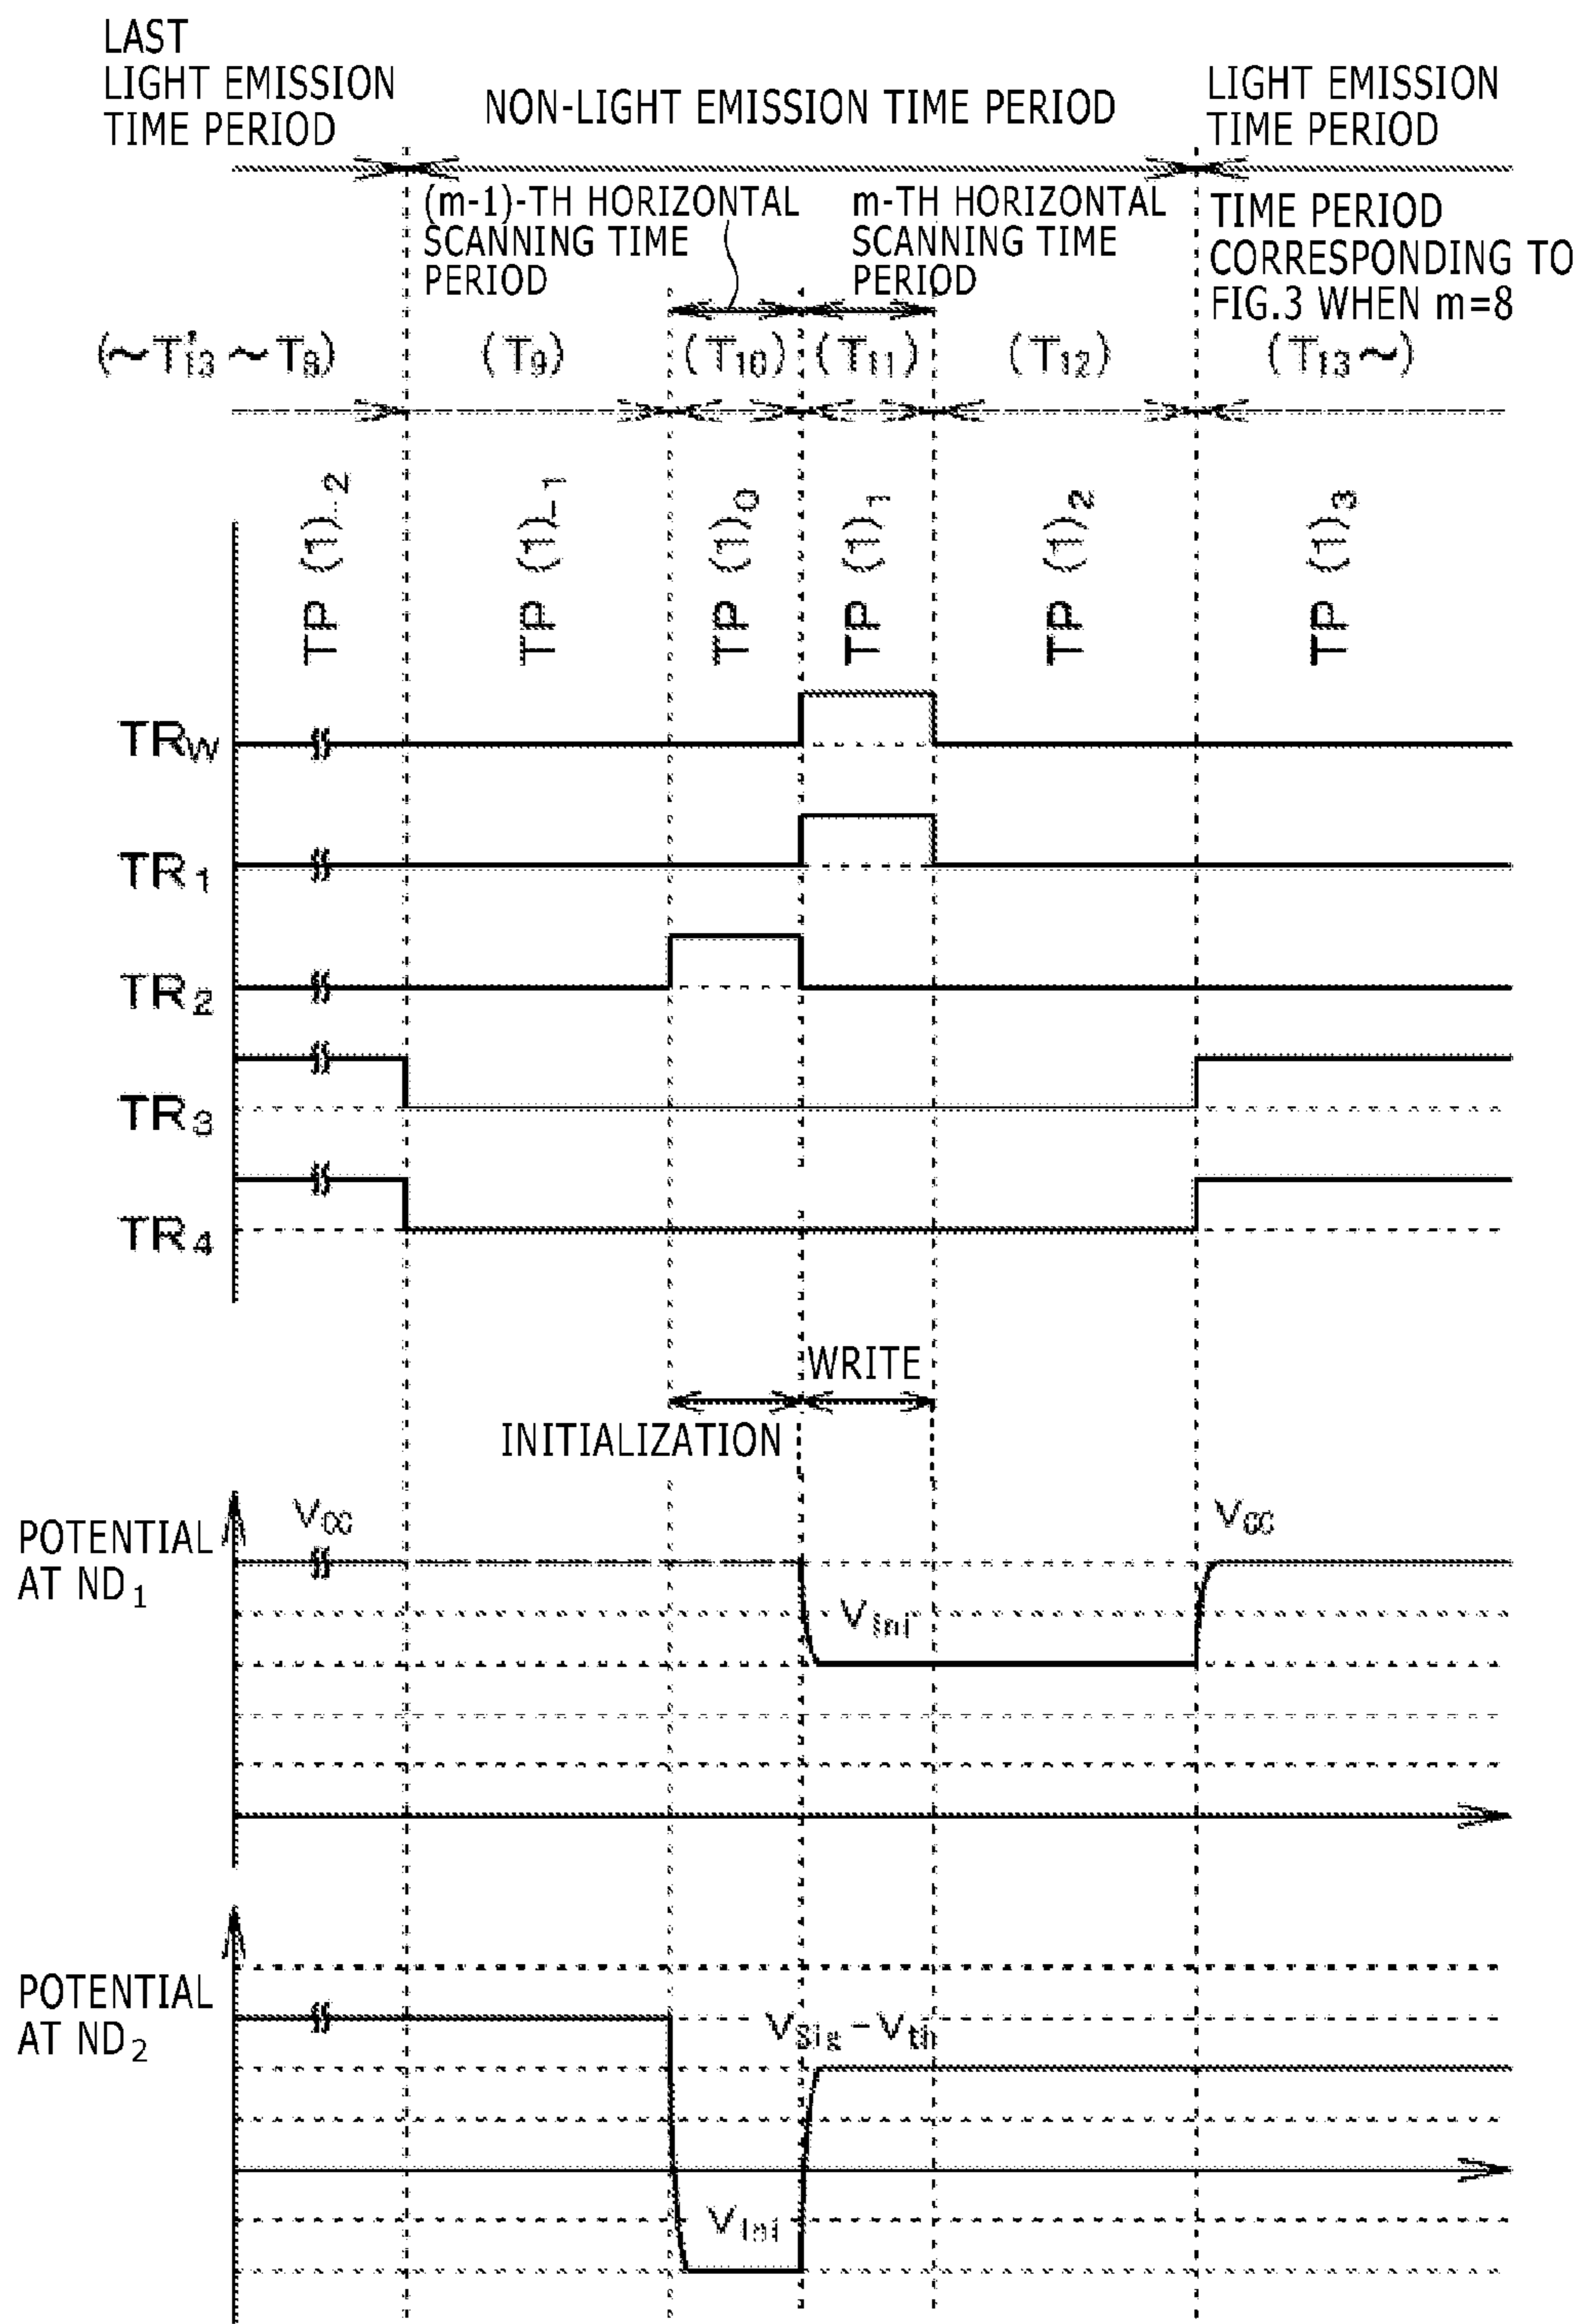 LAST
LIGHT EMISSION
TIME PERIOD
NON-LIGHT EMISSION TIME PERIOD
LIGHT EMISSION
TIME PERIOD
(m-1)-TH HORIZONTAL
SCANNING TIME
PERIOD
m-TH HORIZONTAL
SCANNING TIME
PERIOD
TIME PERIOD
CORRESPONDING TO
FIG.3 WHEN m=8
(~T'13~T8)
(T9)
(T10)
(T11)
(T12)
(T13~)
TP (1)-2
TP (1)-1
TP (1)0
TP (1)1
TP (1)2
TP (1)3
TRW
TR1
TR2
TR3
TR4
WRITE
INITIALIZATION
POTENTIAL
AT ND1
VCC
VIni
VCC
POTENTIAL
AT ND2
VSig-Vth
VIni